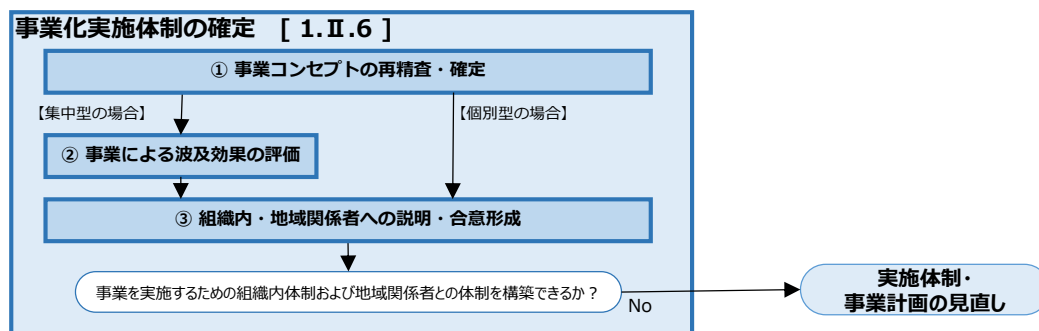 事業化実施体制の確定 [ 1.Ⅱ.6 ]
① 事業コンセプトの再精査・確定
【集中型の場合】
【個別型の場合】
② 事業による波及効果の評価
③ 組織内・地域関係者への説明・合意形成
事業を実施するための組織内体制および地域関係者との体制を構築できるか？
No
実施体制・
事業計画の見直し